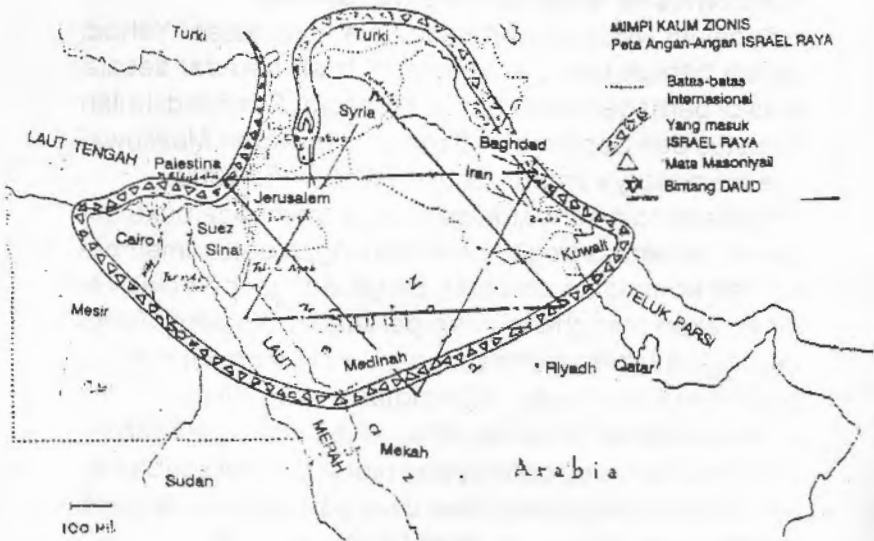 MIMPI KAUM ZIONIS
Peta Angan-Angan ISRAEL RAYA
Batas-batas
Internasional
Yang masuk
ISRAEL RAYA
Mata Masoniyail
Bintang DAUD
Turki
Turki
Syria
Baghdad
LAUT TENGAH
Palestina
Iran
Jerusalem
Cairo
Suez
Sinai
Kuwait
Mesir
TELUK PARSI
LAUT
MERAH
Medinah
Riyadh
Qatar
Mekah
Arabia
Sudan
100 Mil.